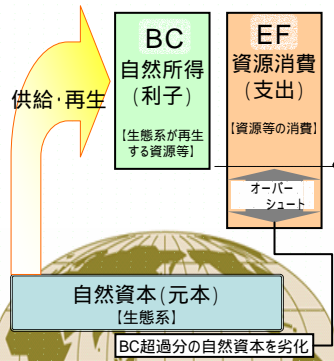 BC
自然所得
(利子)
【生態系が再生
する資源等】
EF
資源消費
(支出)
【資源等の消費】
供給・再生
オーバー
シュート
自然資本(元本)
【生態系】
BC超過分の自然資本を劣化